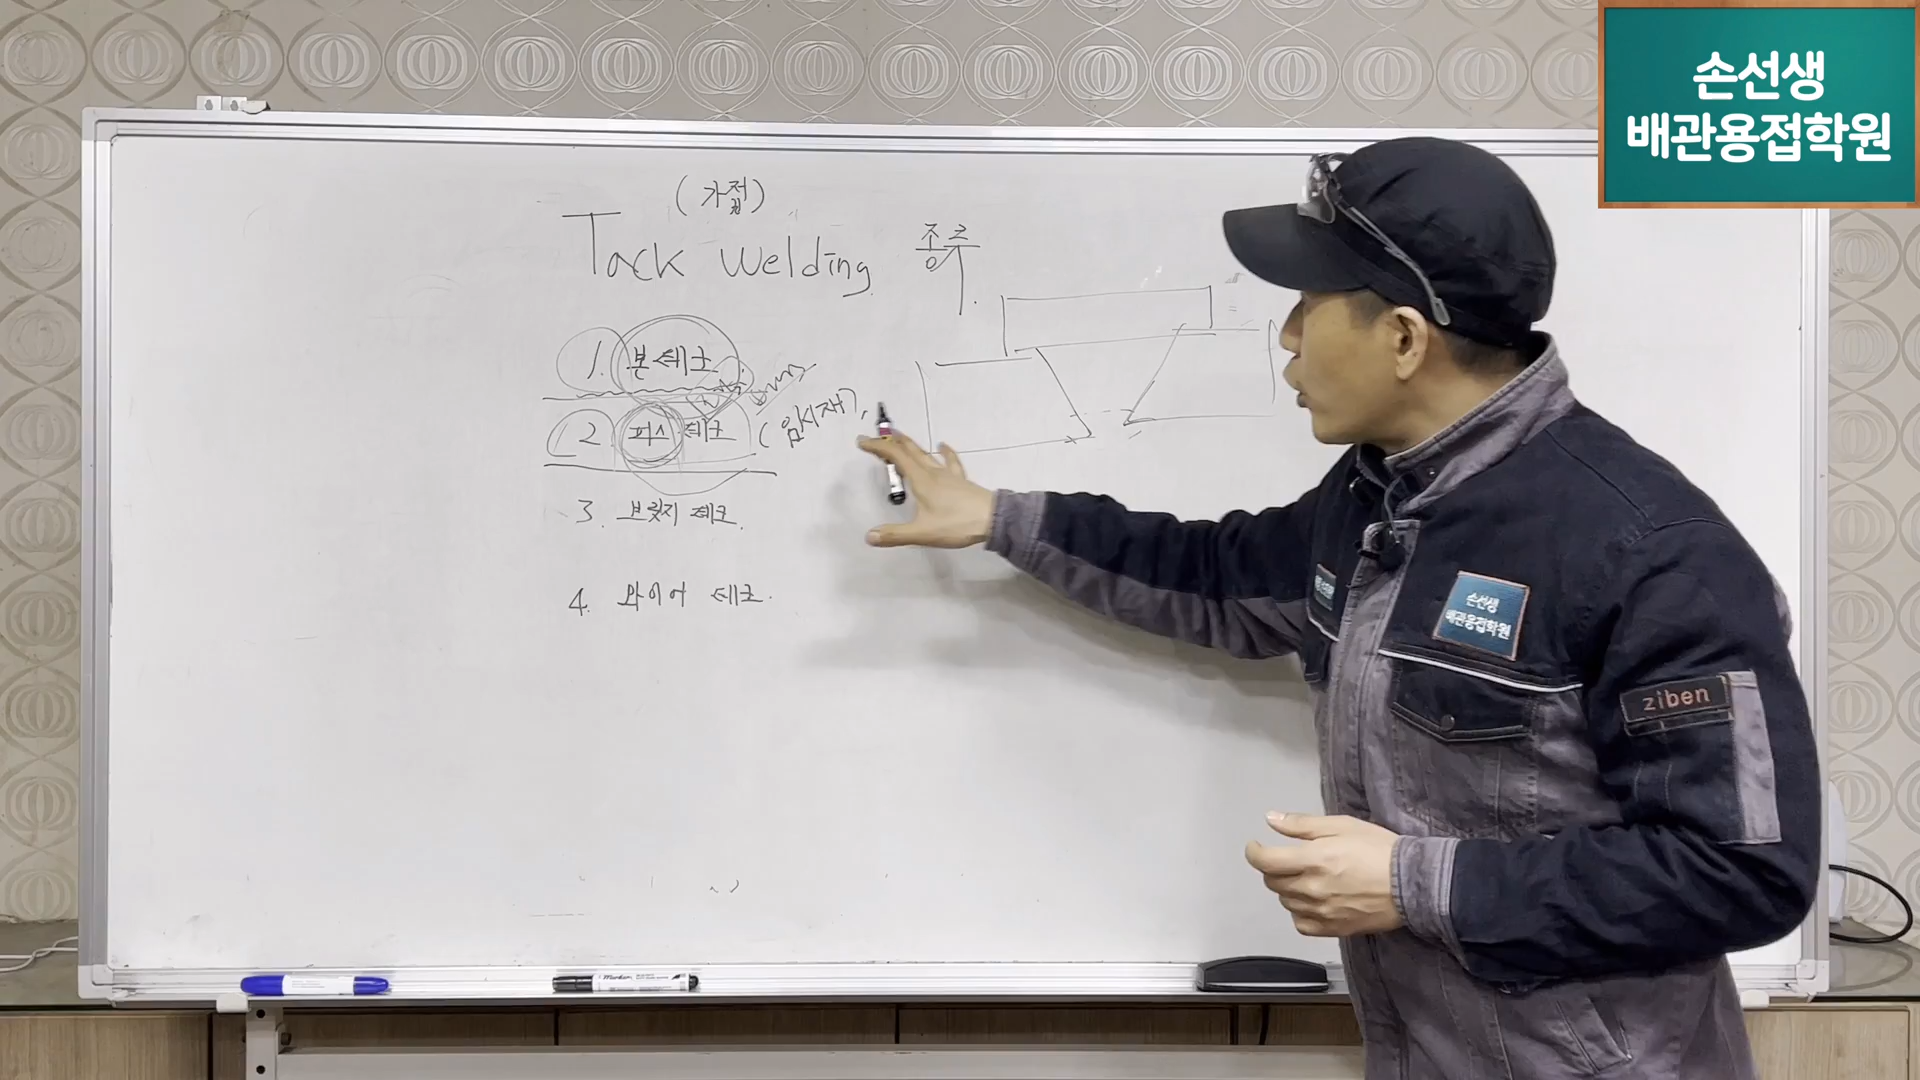 손선생
배관용접학원
(가접)
Tack Welding 종류.
1. 본테크
2 피스 테크 (임시재),
3. 브릿지 테크.
4. 와이어 테크.
손선생
배관용접학원
ziben
Marker